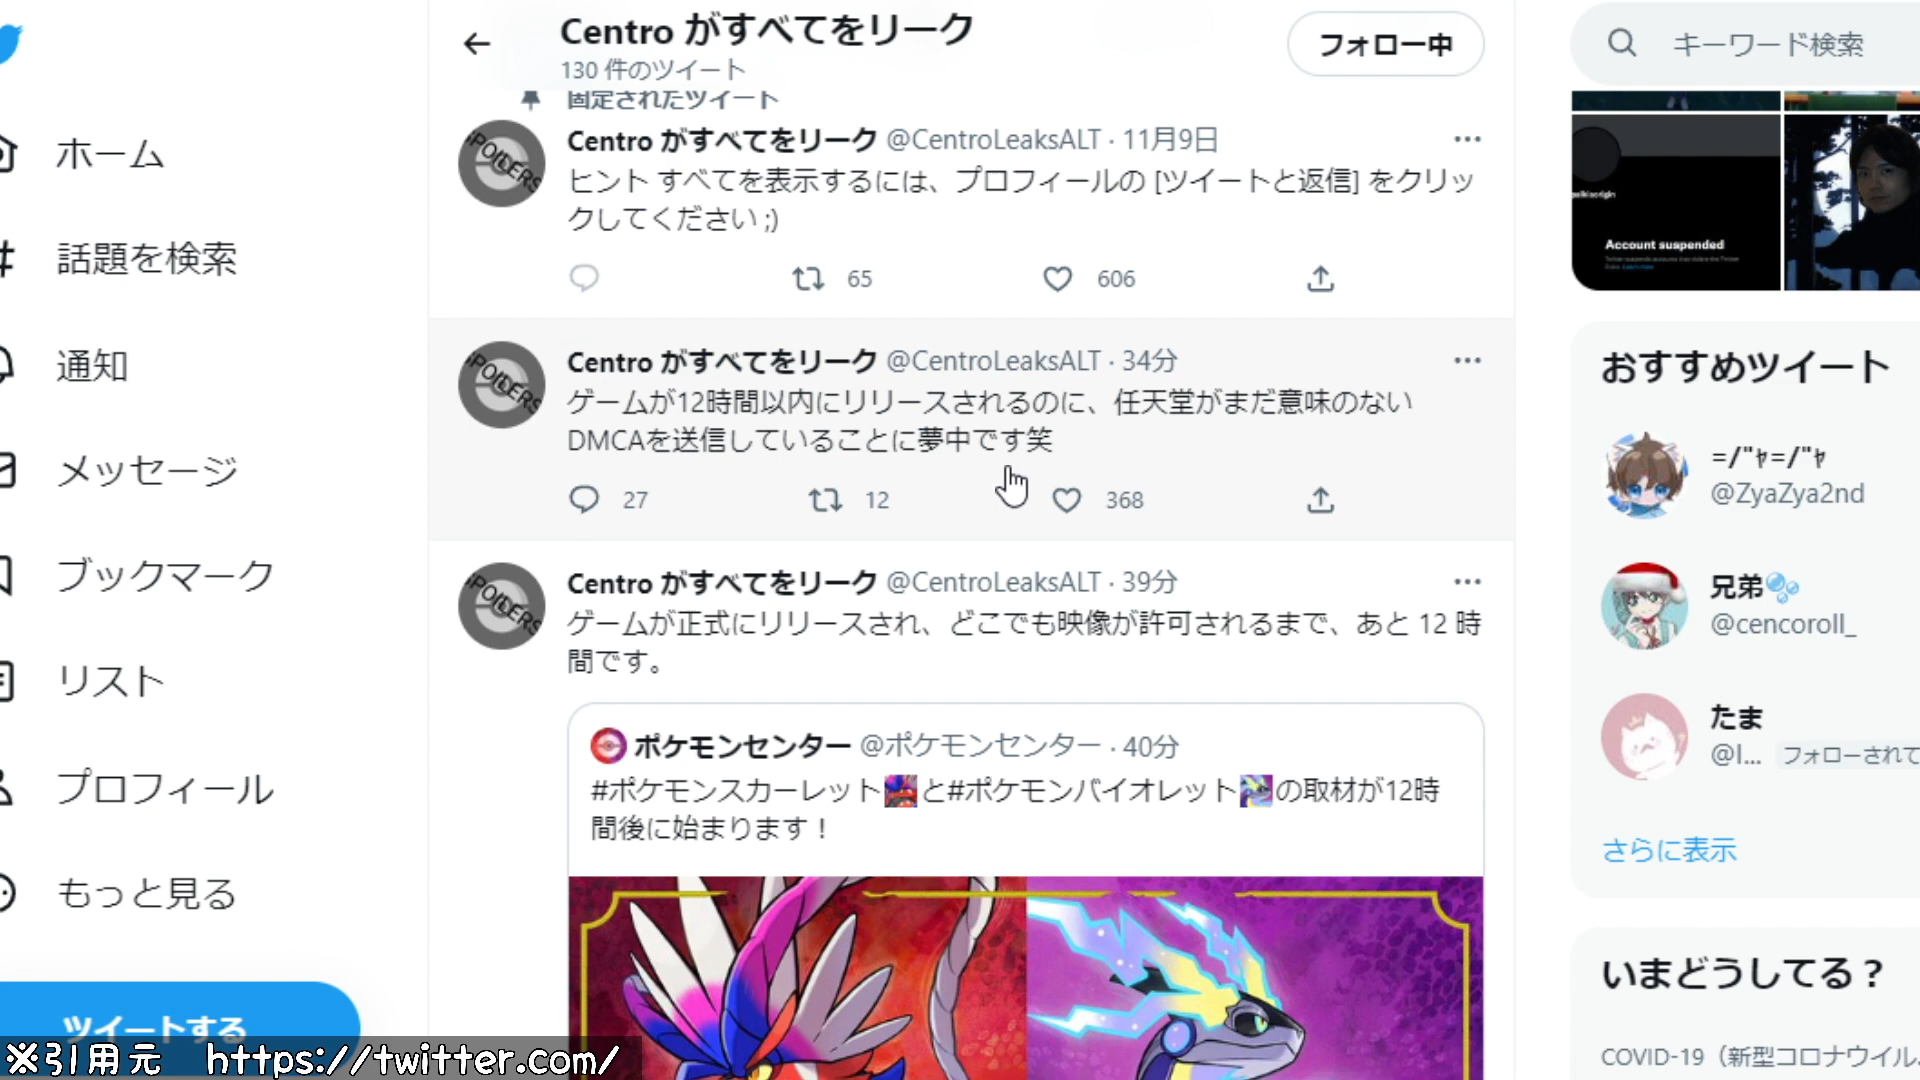 ホーム
話題を検索
通知
メッセージ
ブックマーク
リスト
プロフィール
もっと見る
ツイートする
※引用元 https://twitter.com/
Centro がすべてをリーク
130 件のツイート
フォロー中
固定されたツイート
Centro がすべてをリーク @CentroLeaksALT · 11月9日
ヒント すべてを表示するには、プロフィールの [ツイートと返信] をクリッ
クしてください ;)
65 606
Centro がすべてをリーク @CentroLeaksALT · 34分
ゲームが12時間以内にリリースされるのに、任天堂がまだ意味のない
DMCAを送信していることに夢中です笑
27 12 368
Centro がすべてをリーク @CentroLeaksALT · 39分
ゲームが正式にリリースされ、どこでも映像が許可されるまで、あと 12 時
間です。
ポケモンセンター @ポケモンセンター · 40分
#ポケモンスカーレットと#ポケモンバイオレットの取材が12時
間後に始まります！
キーワード検索
Account suspended
おすすめツイート
=/"ャ=/"ャ
@ZyaZya2nd
兄弟
@cencoroll_
たま
@l... フォローされて
さらに表示
いまどうしてる？
COVID-19（新型コロナウイル